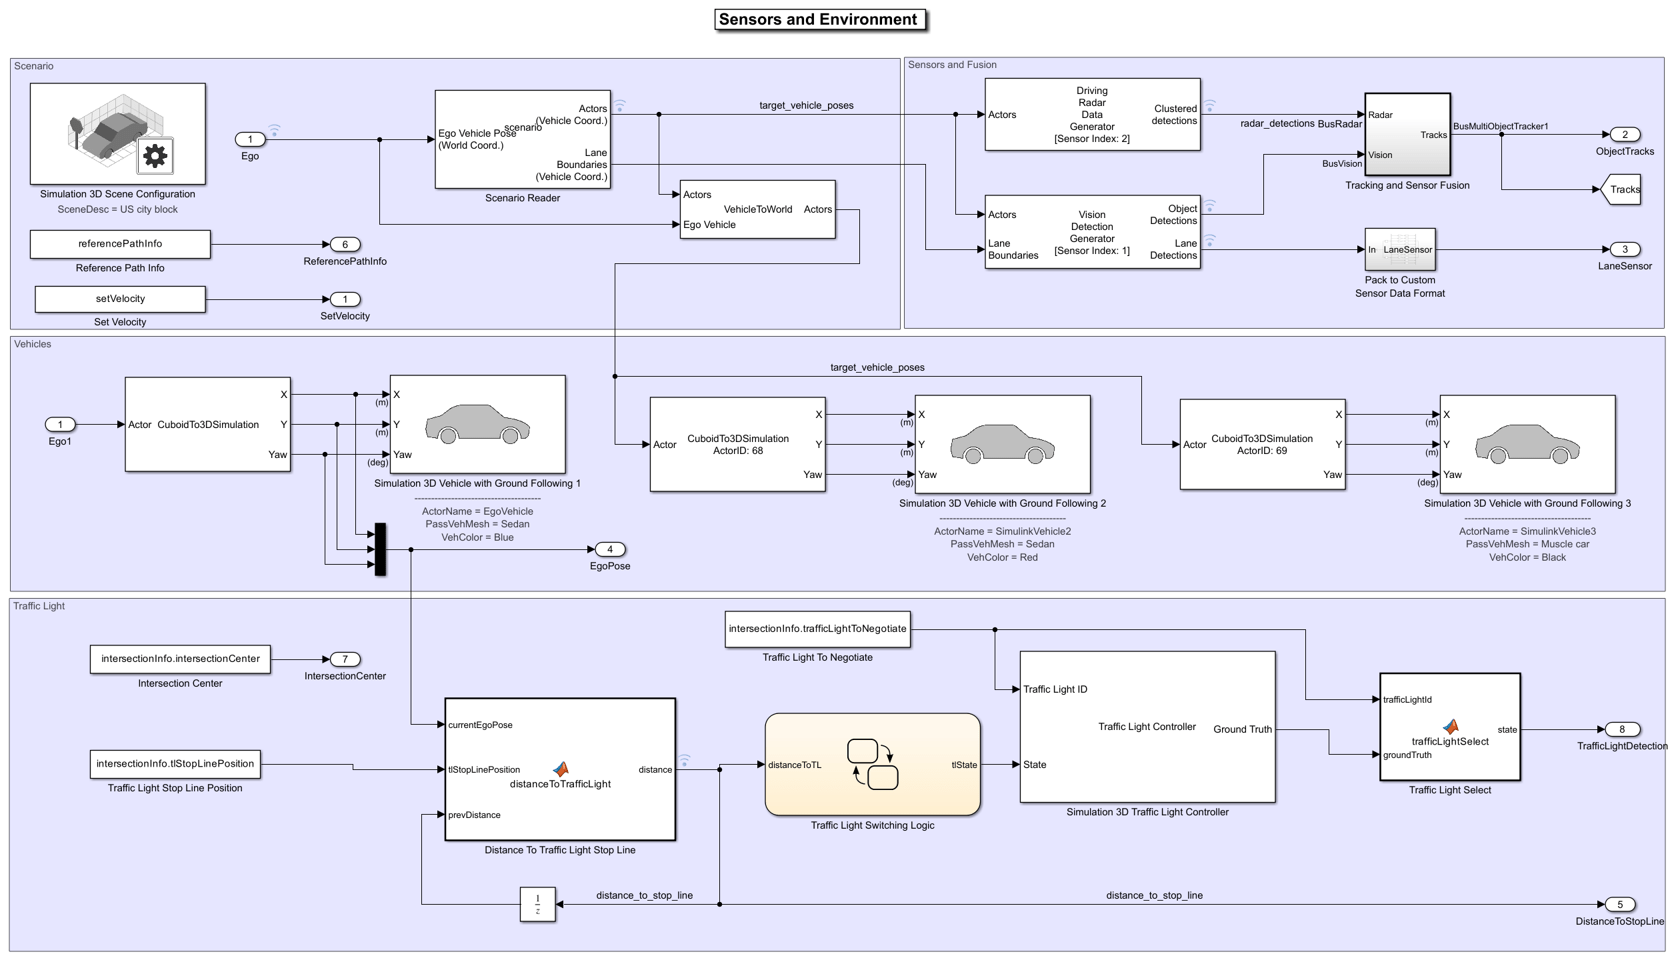 Sensors and Environment
Scenario
Simulation 3D Scene Configuration
SceneDesc = US city block
referencePathInfo
Reference Path Info
6
ReferencePathInfo
setVelocity
Set Velocity
1
SetVelocity
1
Ego
Ego Vehicle Pose
(World Coord.)
scenario
Actors
(Vehicle Coord.)
Lane
Boundaries
(Vehicle Coord.)
Scenario Reader
target_vehicle_poses
Actors
Ego Vehicle
VehicleToWorld
Actors
Sensors and Fusion
Actors
Driving
Radar
Data
Generator
[Sensor Index: 2]
Clustered
detections
radar_detections
BusRadar
Actors
Lane
Boundaries
Vision
Detection
Generator
[Sensor Index: 1]
Object
Detections
Lane
Detections
BusVision
Radar
Vision
Tracks
Tracking and Sensor Fusion
BusMultiObjectTracker1
2
ObjectTracks
Tracks
In
LaneSensor
Pack to Custom
Sensor Data Format
3
LaneSensor
Vehicles
1
Ego1
Actor
CuboidTo3DSimulation
X
Y
Yaw
X
(m)
Y
(m)
Yaw
(deg)
Simulation 3D Vehicle with Ground Following 1
----------------------------------------
ActorName = EgoVehicle
PassVehMesh = Sedan
VehColor = Blue
4
EgoPose
target_vehicle_poses
Actor
CuboidTo3DSimulation
ActorID: 68
X
Y
Yaw
X
(m)
Y
(m)
Yaw
(deg)
Simulation 3D Vehicle with Ground Following 2
----------------------------------------
ActorName = SimulinkVehicle2
PassVehMesh = Sedan
VehColor = Red
Actor
CuboidTo3DSimulation
ActorID: 69
X
Y
Yaw
X
(m)
Y
(m)
Yaw
(deg)
Simulation 3D Vehicle with Ground Following 3
----------------------------------------
ActorName = SimulinkVehicle3
PassVehMesh = Muscle car
VehColor = Black
Traffic Light
intersectionInfo.intersectionCenter
Intersection Center
7
IntersectionCenter
intersectionInfo.tlStopLinePosition
Traffic Light Stop Line Position
currentEgoPose
tlStopLinePosition
prevDistance
distanceToTrafficLight
distance
Distance To Traffic Light Stop Line
intersectionInfo.trafficLightToNegotiate
Traffic Light To Negotiate
distanceToTL
tlState
Traffic Light Switching Logic
Traffic Light ID
State
Traffic Light Controller
Ground Truth
Simulation 3D Traffic Light Controller
trafficLightId
groundTruth
trafficLightSelect
state
Traffic Light Select
8
TrafficLightDetection
1
z
distance_to_stop_line
distance_to_stop_line
5
DistanceToStopLine